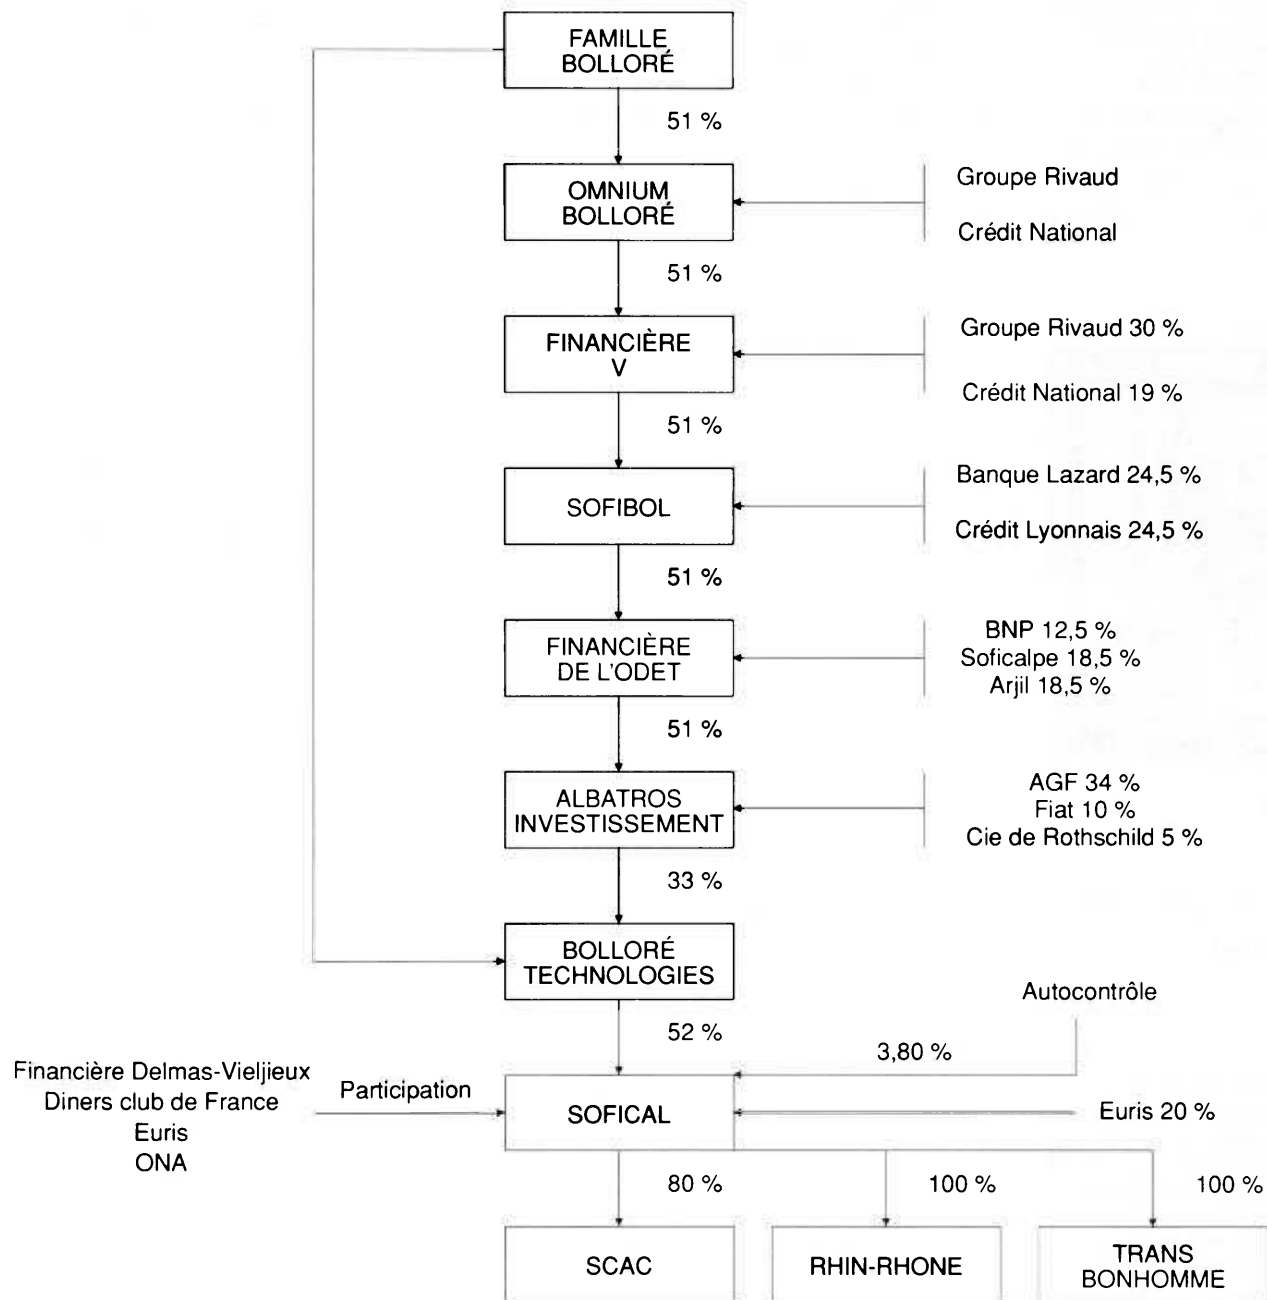 FAMILLE
BOLLORÉ
51 %
OMNIUM
BOLLORÉ
Groupe Rivaud
Crédit National
51 %
FINANCIÈRE
V
Groupe Rivaud 30 %
Crédit National 19 %
51 %
SOFIBOL
Banque Lazard 24,5 %
Crédit Lyonnais 24,5 %
51 %
FINANCIÈRE
DE L'ODET
BNP 12,5 %
Soficalpe 18,5 %
Arjil 18,5 %
51 %
ALBATROS
INVESTISSEMENT
AGF 34 %
Fiat 10 %
Cie de Rothschild 5 %
33 %
BOLLORÉ
TECHNOLOGIES
Autocontrôle
52 %
3,80 %
Financière Delmas-Vieljieux
Diners club de France
Euris
ONA
Participation
SOFICAL
Euris 20 %
80 %
100 %
100 %
SCAC
RHIN-RHONE
TRANS
BONHOMME